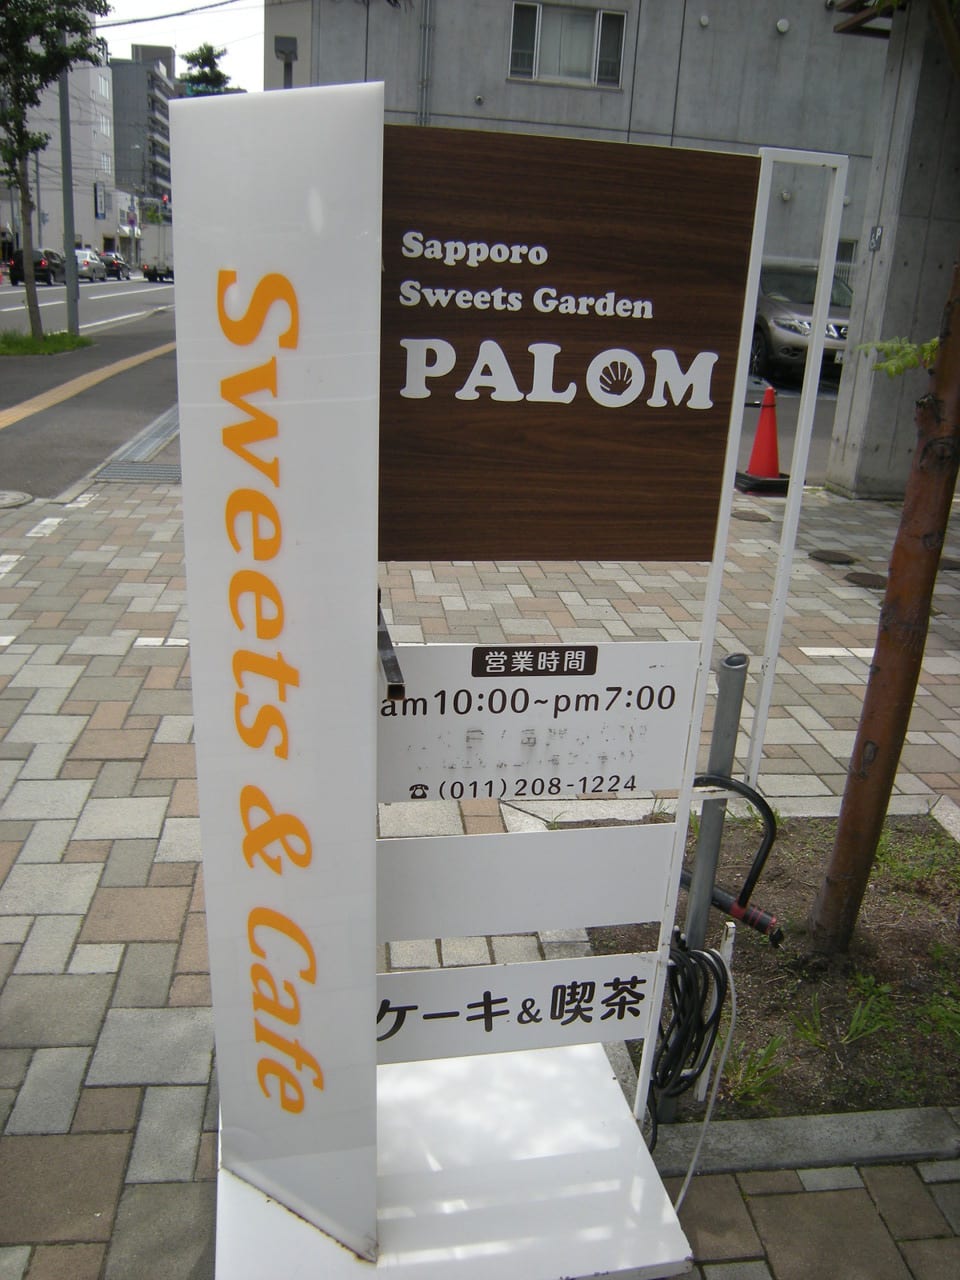 Sweets & Cafe
Sapporo
Sweets Garden
PALOM
営業時間
am10:00~pm7:00
☎(011)208-1224
ケーキ&喫茶